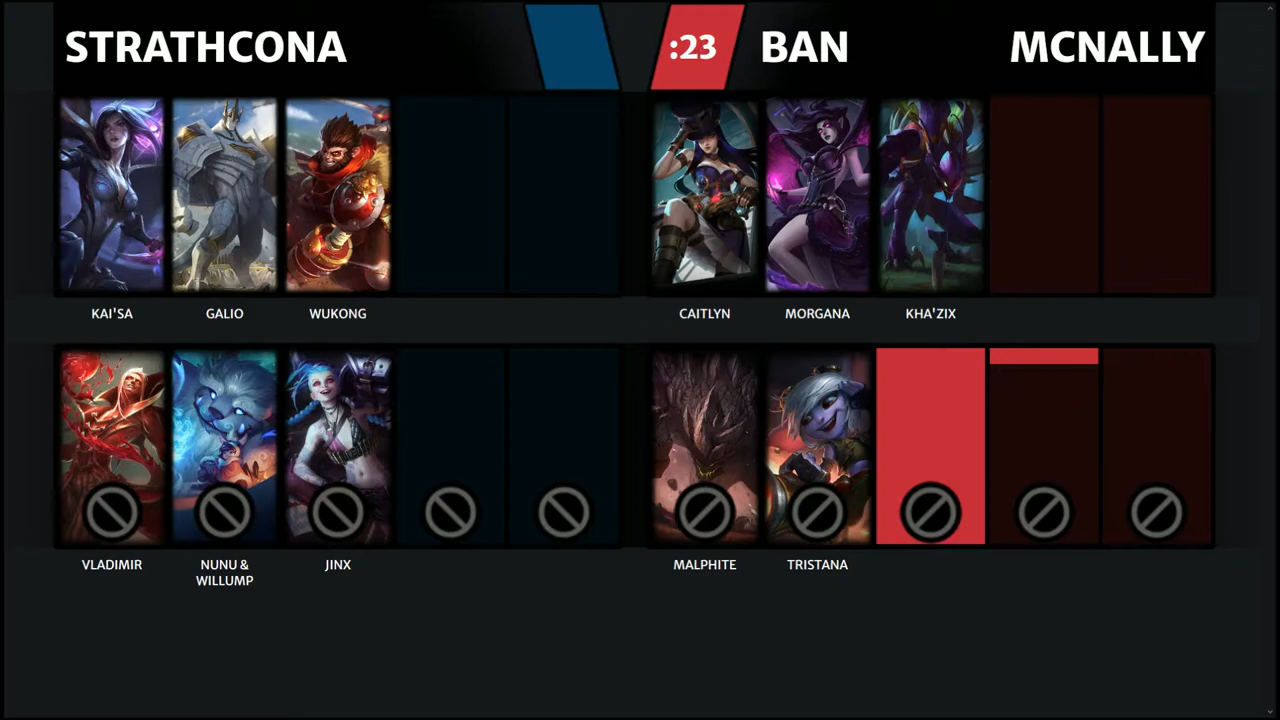 STRATHCONA
:23 BAN MCNALLY
KAI'SA GALIO WUKONG CAITLYN MORGANA KHA'ZIX
VLADIMIR NUNU & JINX MALPHITE TRISTANA
WILLUMP